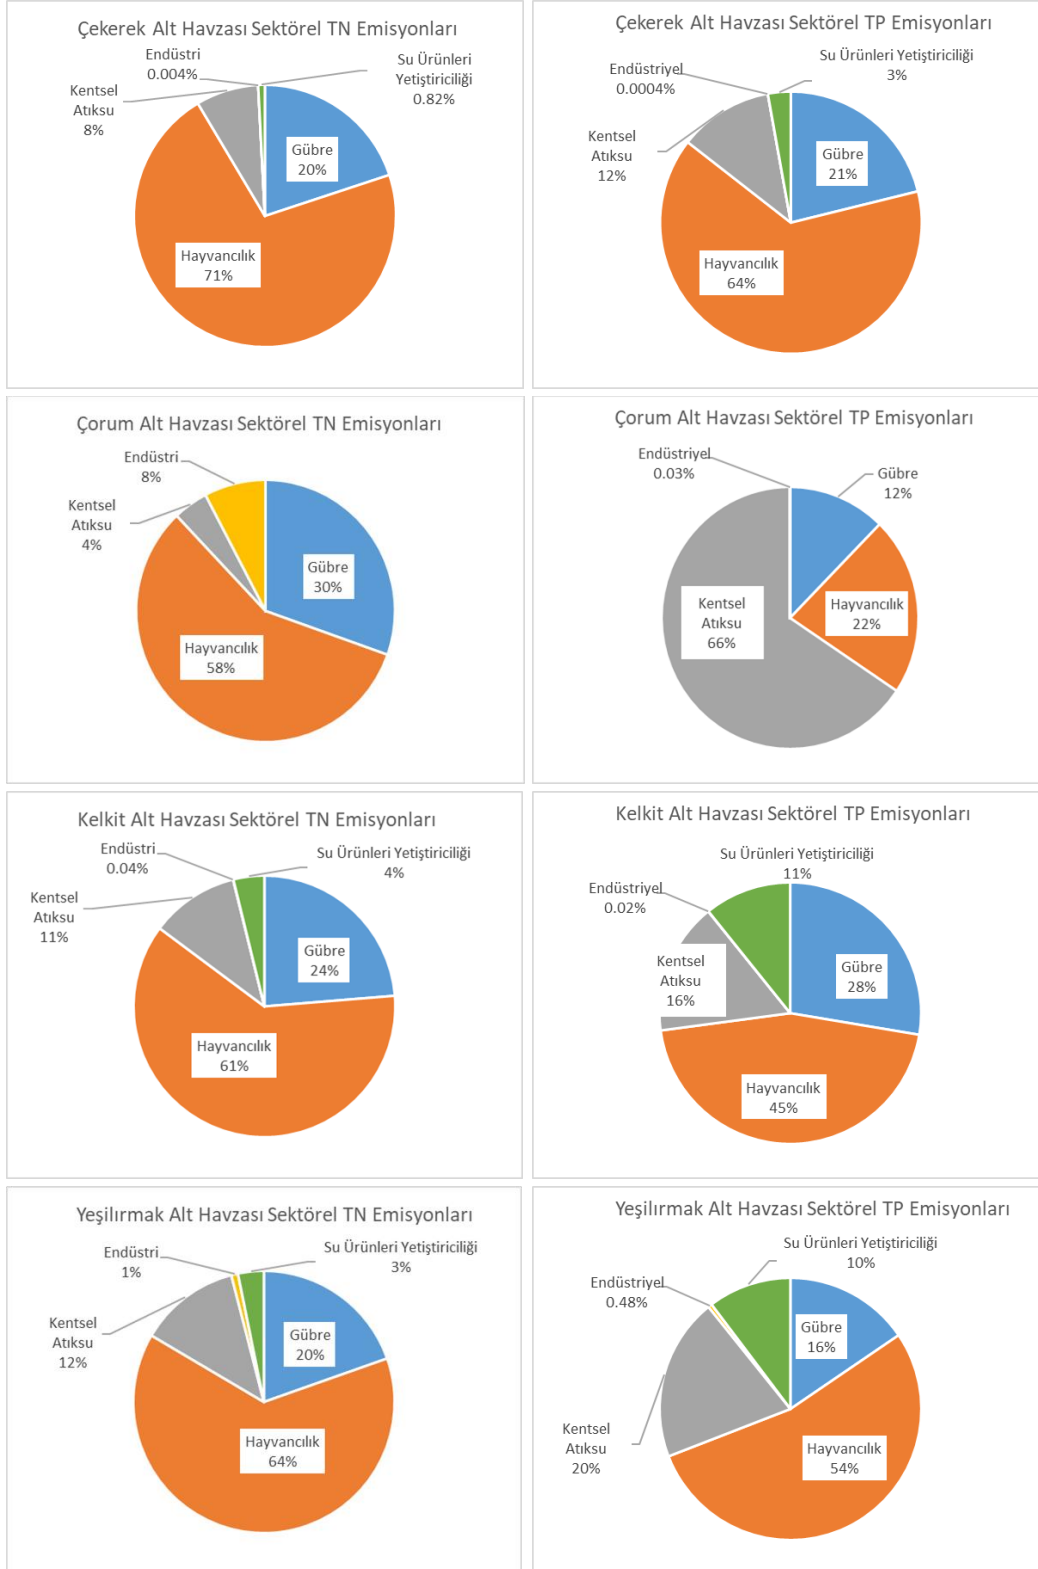 Çekerek Alt Havzası Sektörel TN Emisyonları
Endüstri
0.004%
Su Ürünleri
Yetiştiriciliği
0.82%
Kentsel
Atıksu
8%
Gübre
20%
Hayvancılık
71%
Çekerek Alt Havzası Sektörel TP Emisyonları
Endüstriyel
0.0004%
Su Ürünleri Yetiştiriciliği
3%
Kentsel
Atıksu
12%
Gübre
21%
Hayvancılık
64%
Çorum Alt Havzası Sektörel TN Emisyonları
Endüstri
8%
Kentsel
Atıksu
4%
Gübre
30%
Hayvancılık
58%
Çorum Alt Havzası Sektörel TP Emisyonları
Endüstriyel
0.03%
Gübre
12%
Kentsel
Atıksu
66%
Hayvancılık
22%
Kelkit Alt Havzası Sektörel TN Emisyonları
Endüstri
0.04%
Su Ürünleri Yetiştiriciliği
4%
Kentsel
Atıksu
11%
Gübre
24%
Hayvancılık
61%
Kelkit Alt Havzası Sektörel TP Emisyonları
Su Ürünleri Yetiştiriciliği
11%
Endüstriyel
0.02%
Kentsel
Atıksu
16%
Gübre
28%
Hayvancılık
45%
Yeşilırmak Alt Havzası Sektörel TN Emisyonları
Endüstri
1%
Su Ürünleri Yetiştiriciliği
3%
Kentsel
Atıksu
12%
Gübre
20%
Hayvancılık
64%
Yeşilırmak Alt Havzası Sektörel TP Emisyonları
Su Ürünleri Yetiştiriciliği
10%
Endüstriyel
0.48%
Gübre
16%
Kentsel
Atıksu
20%
Hayvancılık
54%